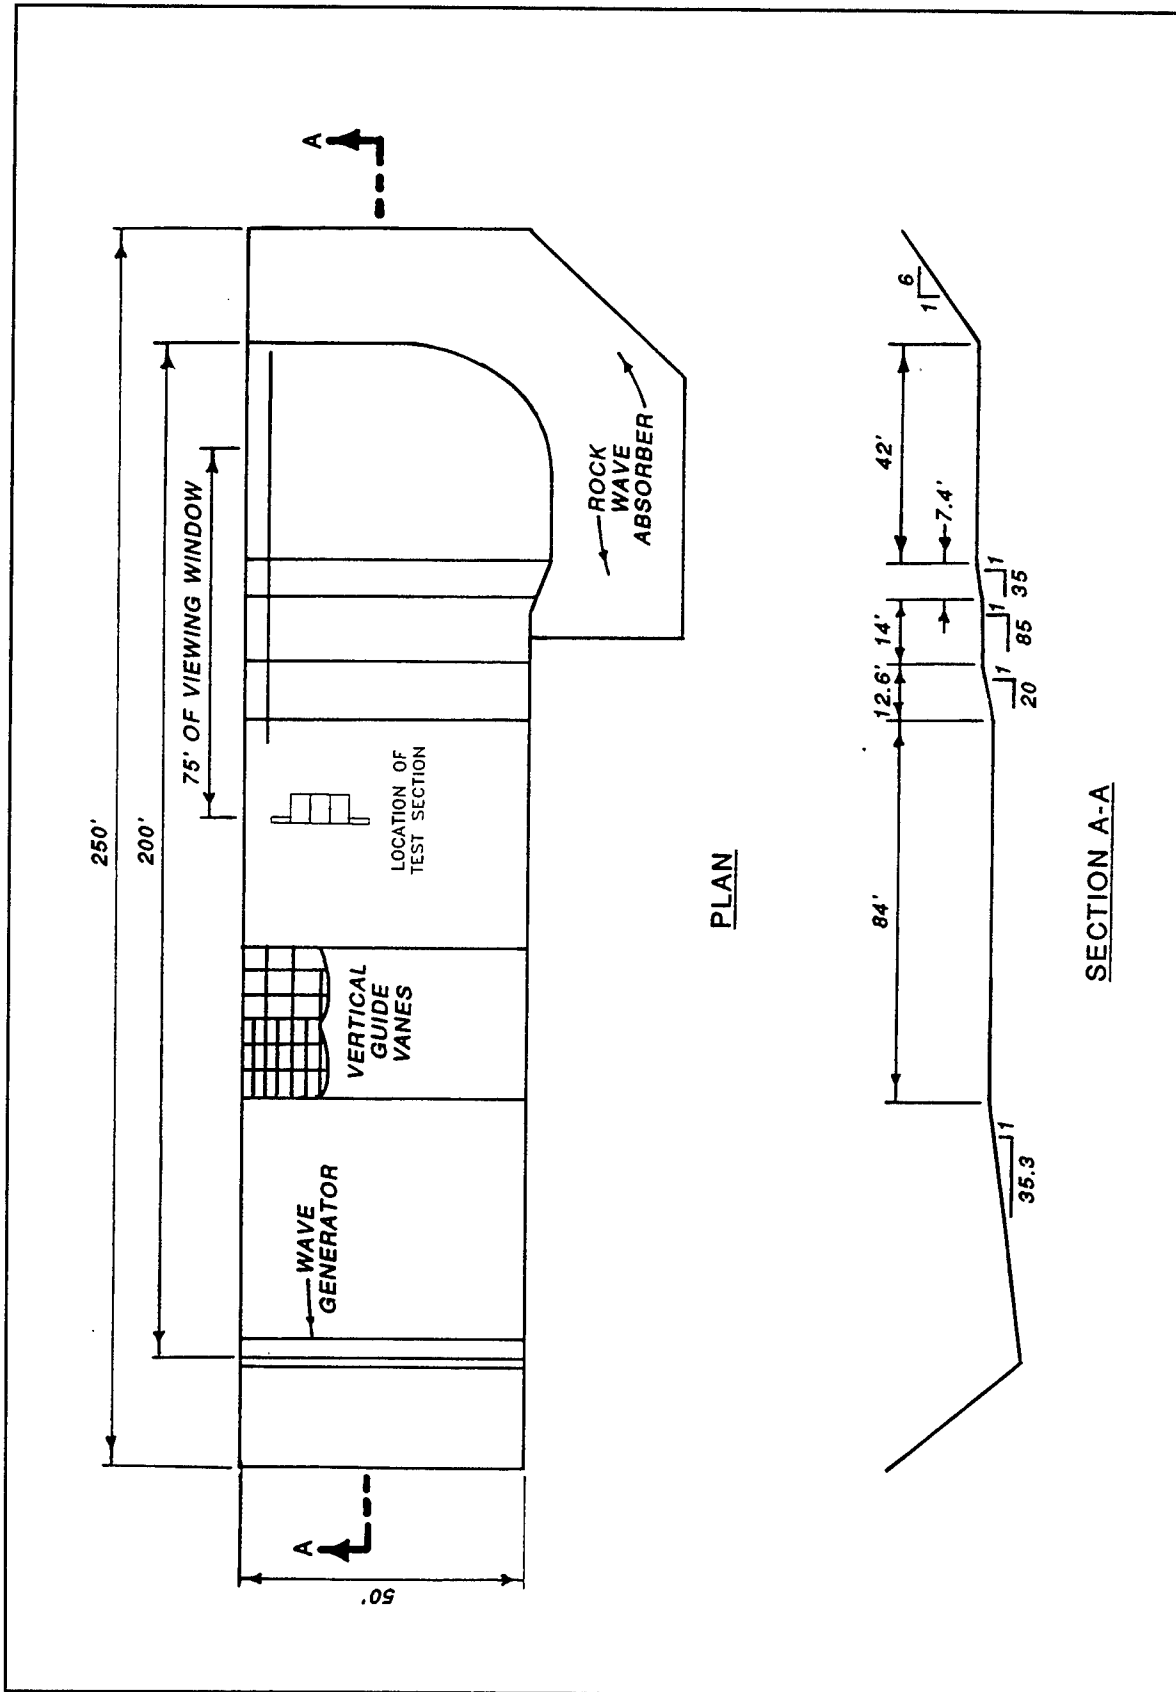 250'
200'
75' OF VIEWING WINDOW
A
A
50'
WAVE
GENERATOR
VERTICAL
GUIDE
VANES
LOCATION OF
TEST SECTION
ROCK
WAVE
ABSORBER
PLAN
84'
12.6'
14'
7.4'
42'
1
35.3
1
20
1
85
1
35
6
1
SECTION A-A